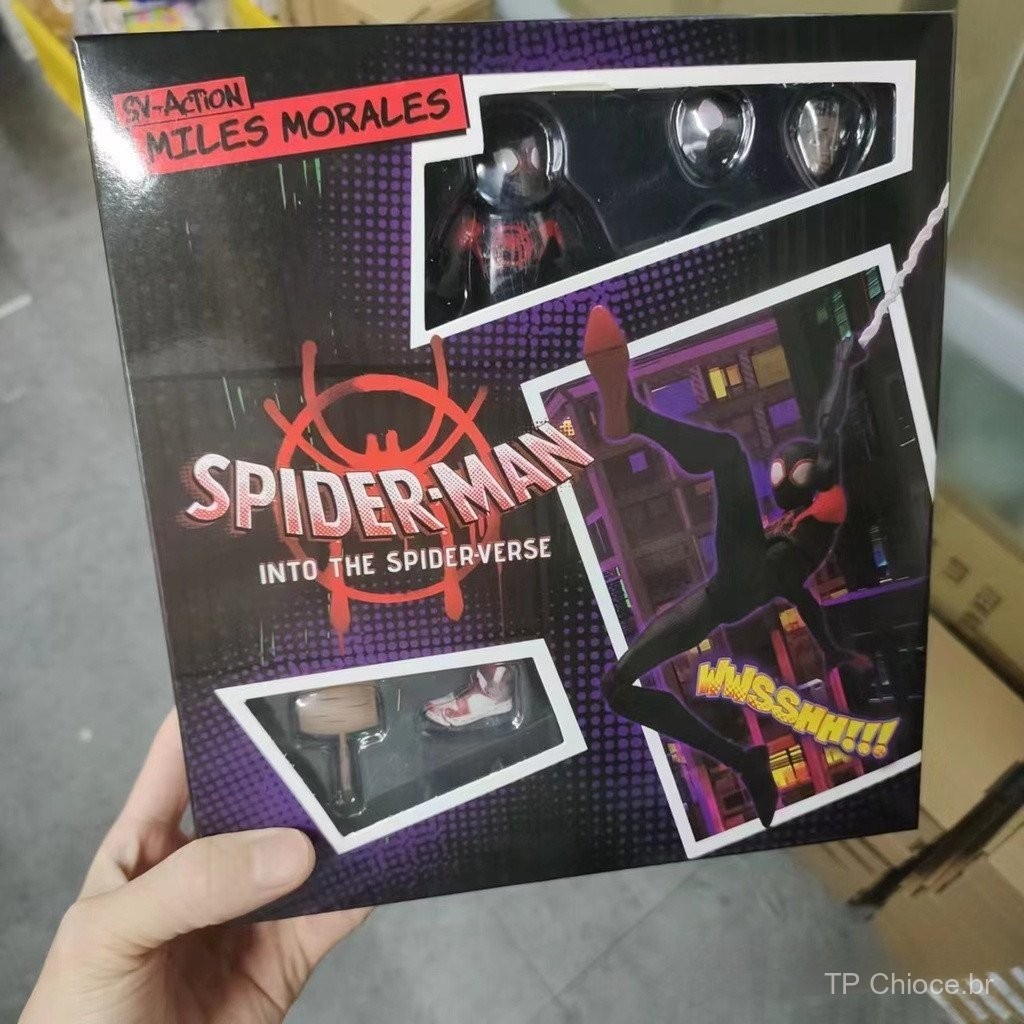 SV-ACTION
MILES MORALES
SPIDER-MAN
INTO THE SPIDER-VERSE
WWSSHH!!!
TP Chioce.br